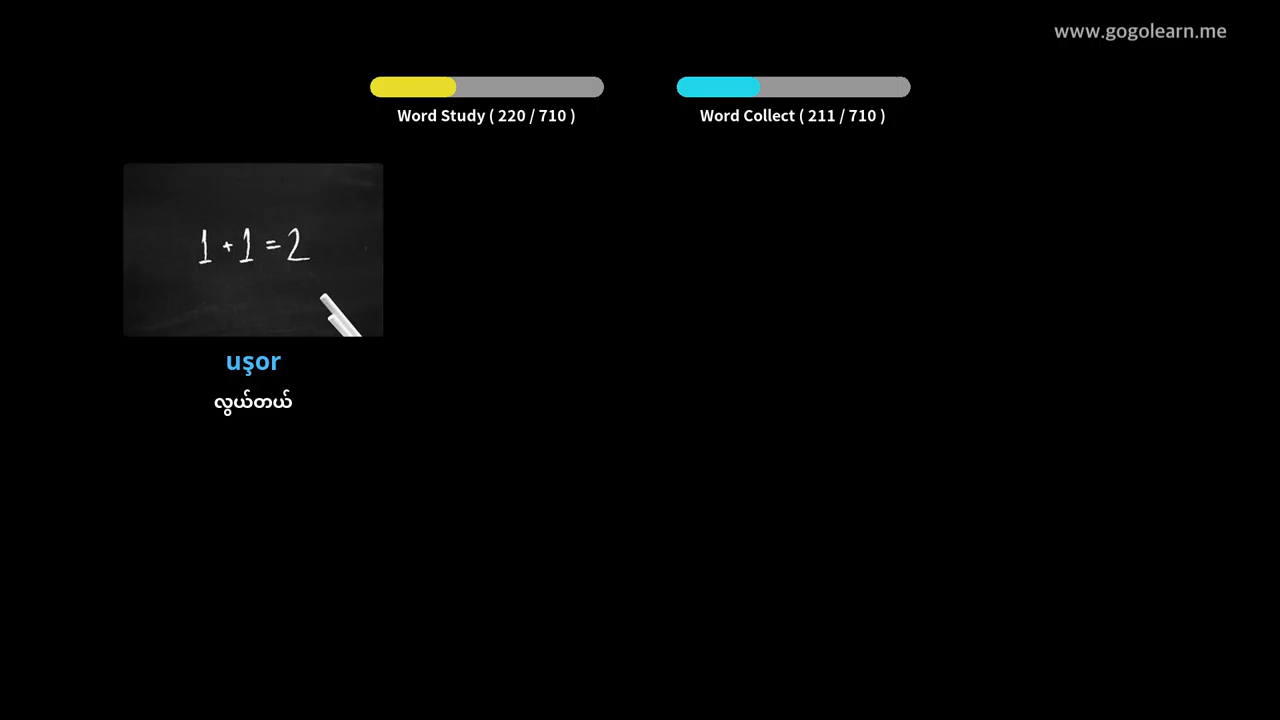 www.gogolearn.me
Word Study ( 220 / 710 )
Word Collect ( 211 / 710 )
1 + 1 = 2
uşor
လွယ်တယ်